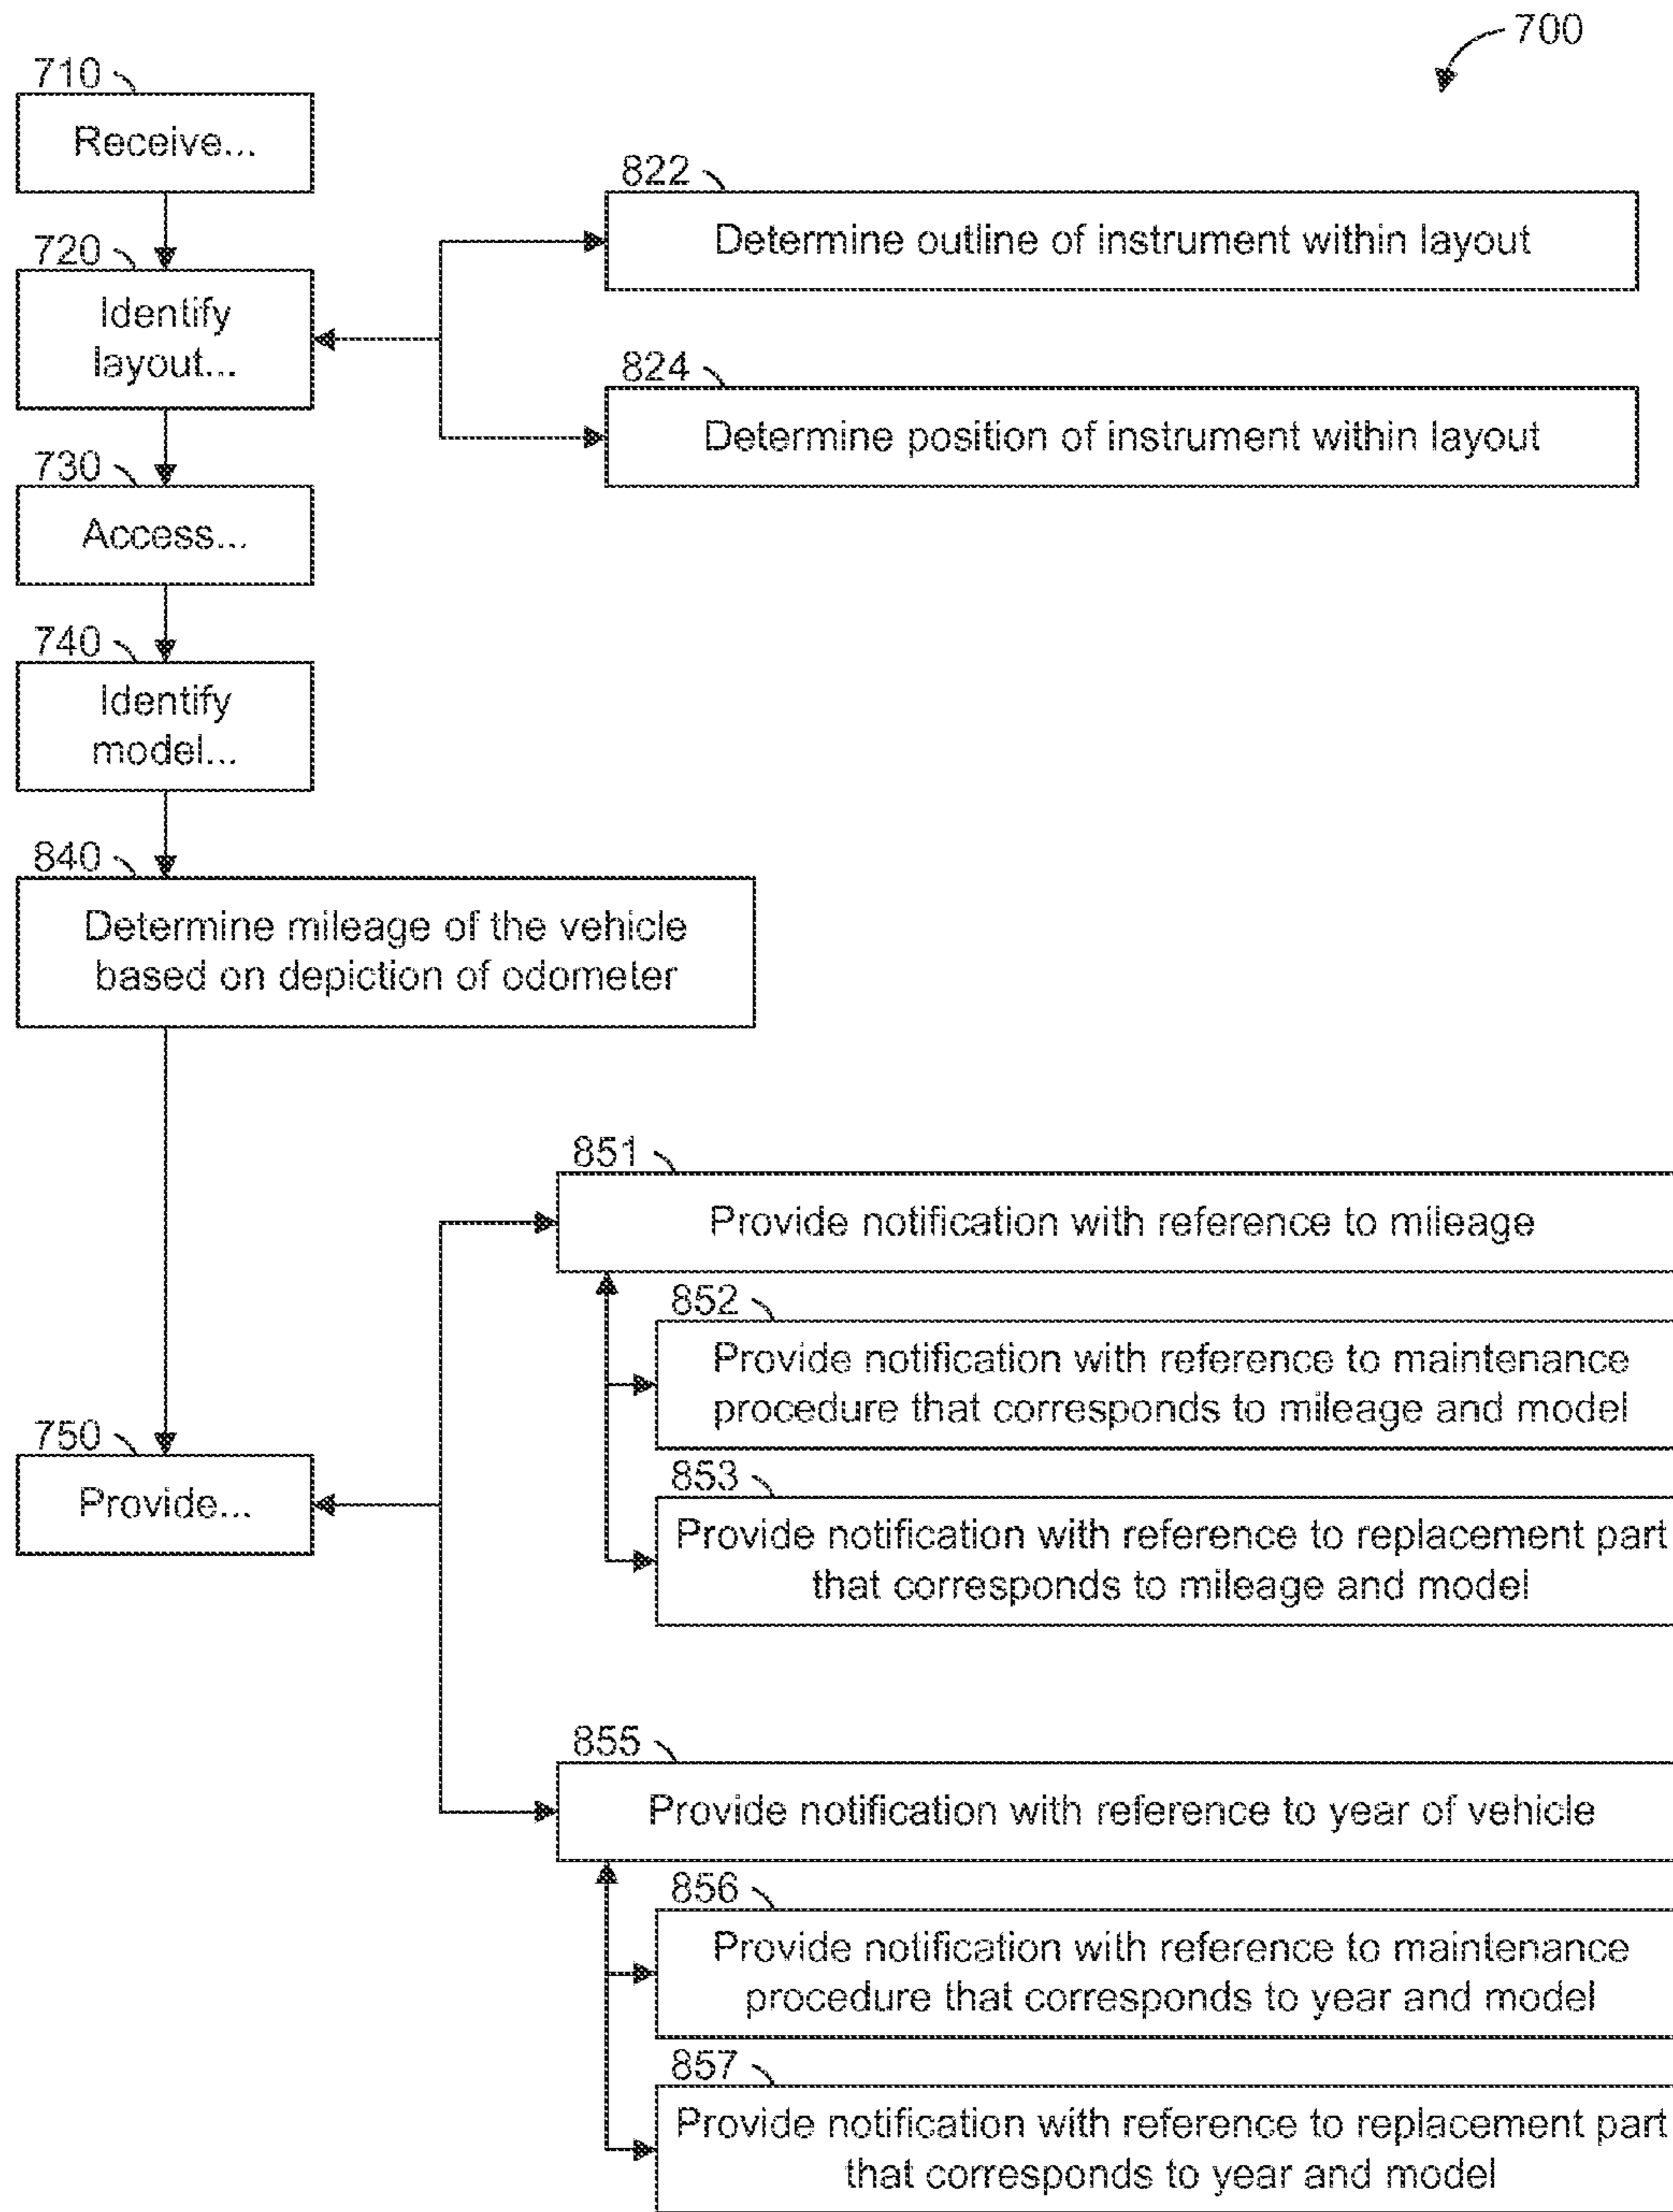 700
710
Receive...
822
Determine outline of instrument within layout
720
Identify
layout...
824
Determine position of instrument within layout
730
Access...
740
Identify
model...
840
Determine mileage of the vehicle
based on depiction of odometer
851
Provide notification with reference to mileage
852
Provide notification with reference to maintenance
procedure that corresponds to mileage and model
750
Provide...
853
Provide notification with reference to replacement part
that corresponds to mileage and model
855
Provide notification with reference to year of vehicle
856
Provide notification with reference to maintenance
procedure that corresponds to year and model
857
Provide notification with reference to replacement part
that corresponds to year and model